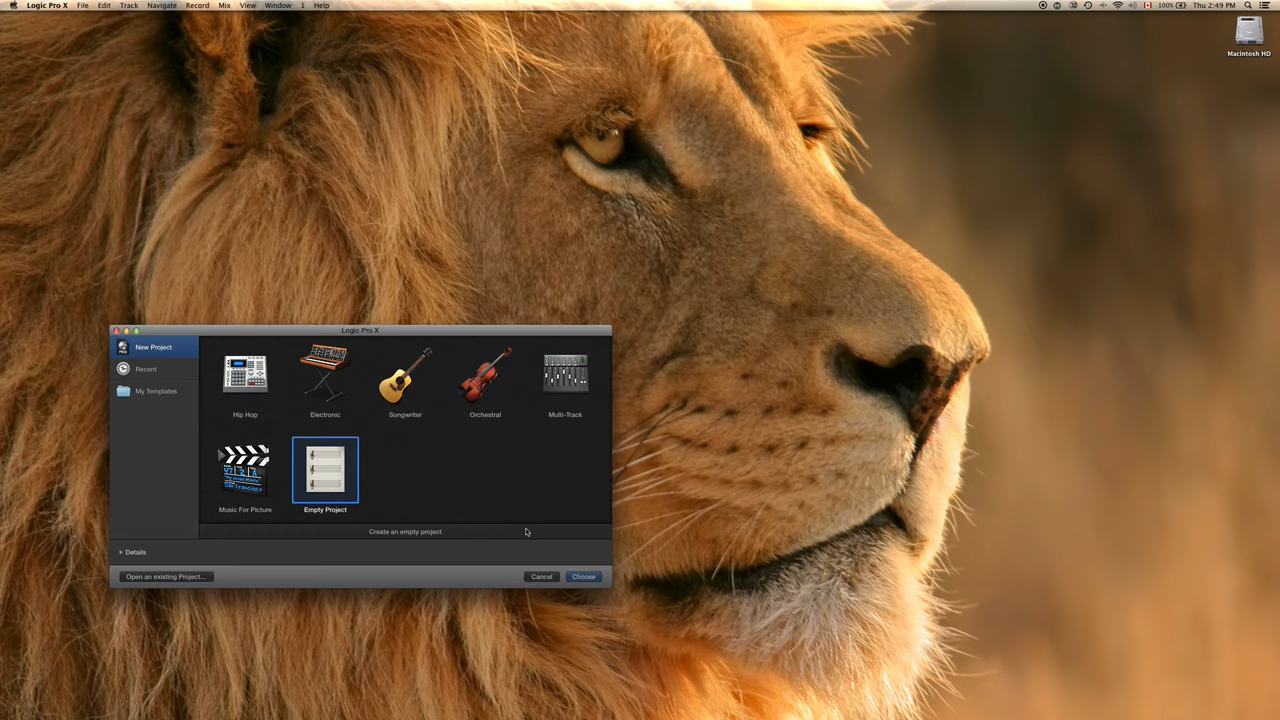 Logic Pro X File Edit Track Navigate Record Mix View Window 1 Help
100% Thu 2:49 PM
Macintosh HD
Logic Pro X
New Project
Recent
My Templates
Hip Hop
Electronic
Songwriter
Orchestral
Multi-Track
Music For Picture
Empty Project
Create an empty project
Details
Open an existing Project...
Cancel
Choose